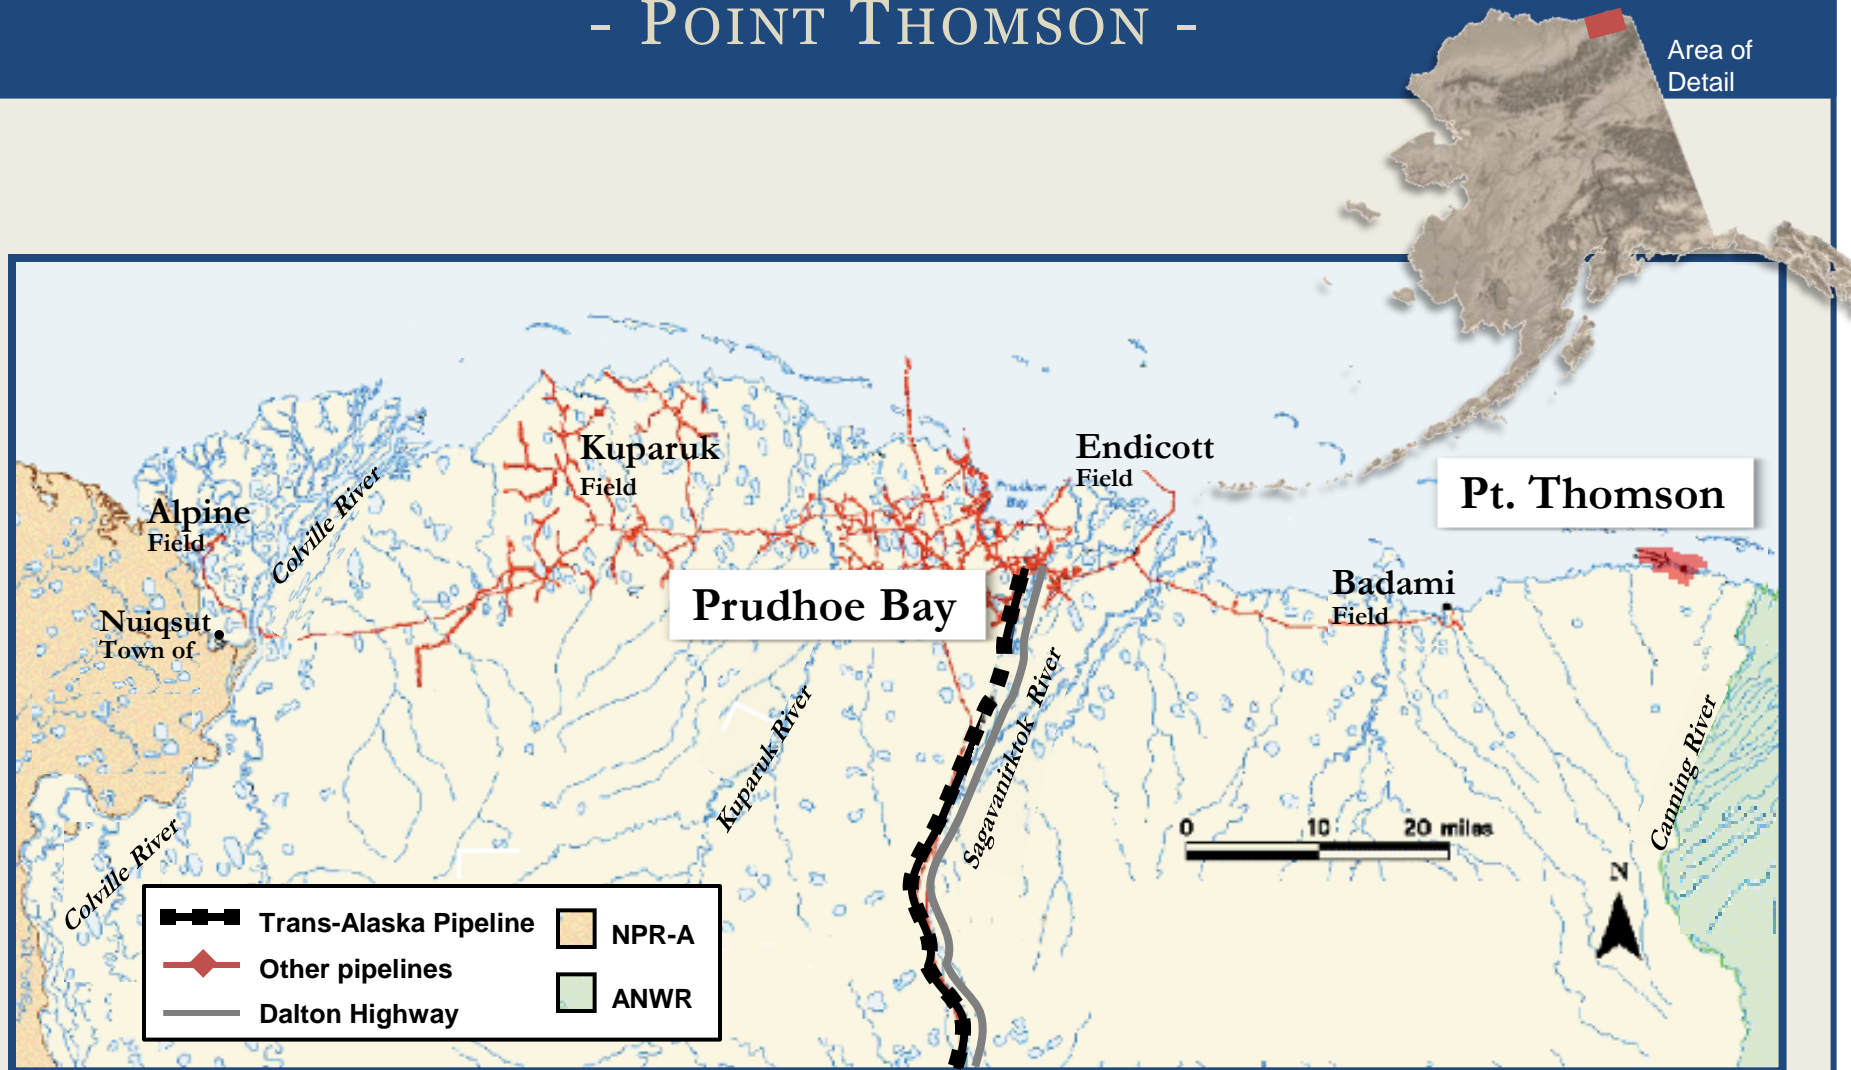 - POINT THOMSON -
Area of
Detail
Kuparuk
Field
Endicott
Field
Pt. Thomson
Prudhoe
Bay
Alpine
Field
Colville River
Prudhoe Bay
Badami
Field
Nuiqsut
Town of
Kuparuk River
Sagavanirktok River
Canning River
0 10 20 miles
N
Colville River
Trans-Alaska Pipeline
Other pipelines
Dalton Highway
NPR-A
ANWR